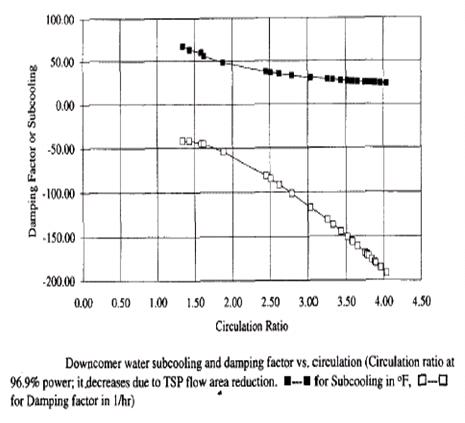 100.00
50.00
0.00
-50.00
-100.00
-150.00
-200.00
Damping Factor or Subcooling
0.00 0.50 1.00 1.50 2.00 2.50 3.00 3.50 4.00 4.50
Circulation Ratio
Downcomer water subcooling and damping factor vs. circulation (Circulation ratio at
96.9% power; it decreases due to TSP flow area reduction. ■---■ for Subcooling in °F, □---□
for Damping factor in 1/hr)